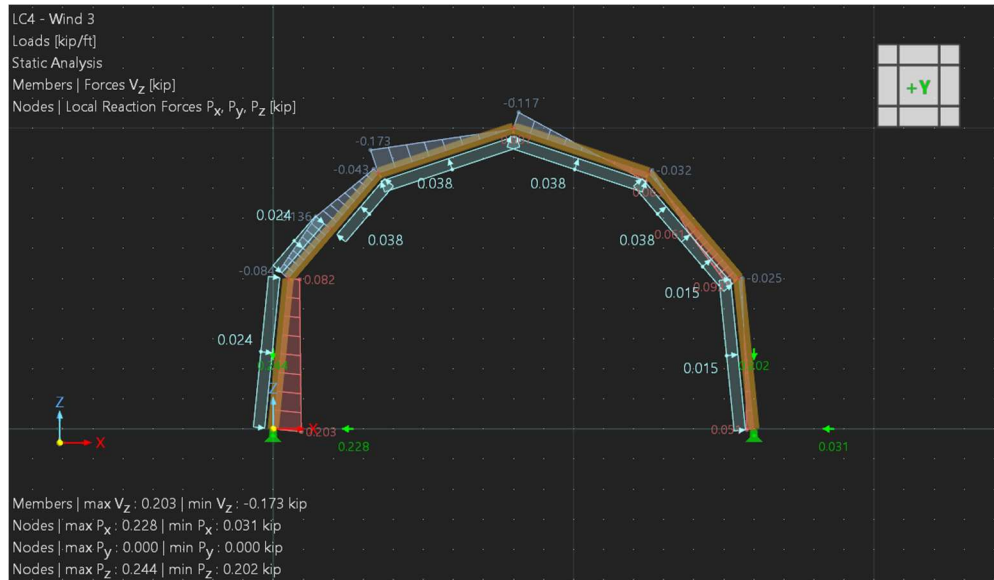 LC4 - Wind 3
Loads [kip/ft]
Static Analysis
Members | Forces Vz [kip]
Nodes | Local Reaction Forces Px, Py, Pz [kip]
+Y
-0.117
-0.173
-0.043
-0.032
0.038
0.038
0.024
0.038
0.038
-0.084
0.082
-0.025
0.015
0.024
0.015
Z
Z
X
X
0.203
0.228
0.031
Members | max Vz : 0.203 | min Vz : -0.173 kip
Nodes | max Px : 0.228 | min Px : 0.031 kip
Nodes | max Py : 0.000 | min Py : 0.000 kip
Nodes | max Pz : 0.244 | min Pz : 0.202 kip